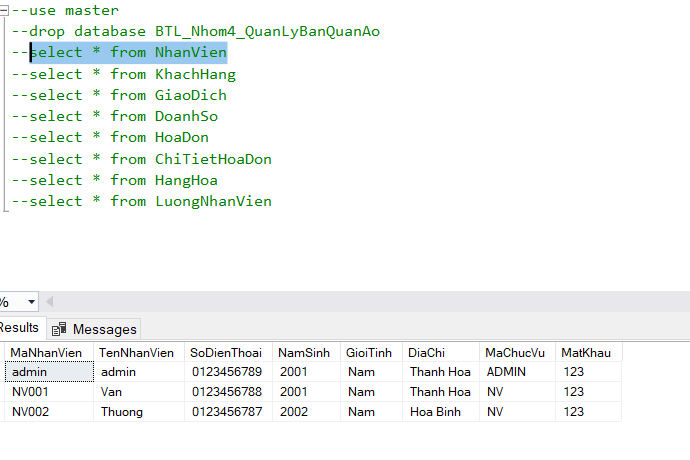 --use master
--drop database BTL_Nhom4_QuanLyBanQuanAo
--select * from NhanVien
--select * from KhachHang
--select * from GiaoDich
--select * from DoanhSo
--select * from HoaDon
--select * from ChiTietHoaDon
--select * from HangHoa
--select * from LuongNhanVien
%
Results Messages
MaNhanVien TenNhanVien SoDienThoai NamSinh GioiTinh DiaChi MaChucVu MatKhau
admin admin 0123456789 2001 Nam Thanh Hoa ADMIN 123
NV001 Van 0123456788 2001 Nam Thanh Hoa NV 123
NV002 Thuong 0123456787 2002 Nam Hoa Binh NV 123